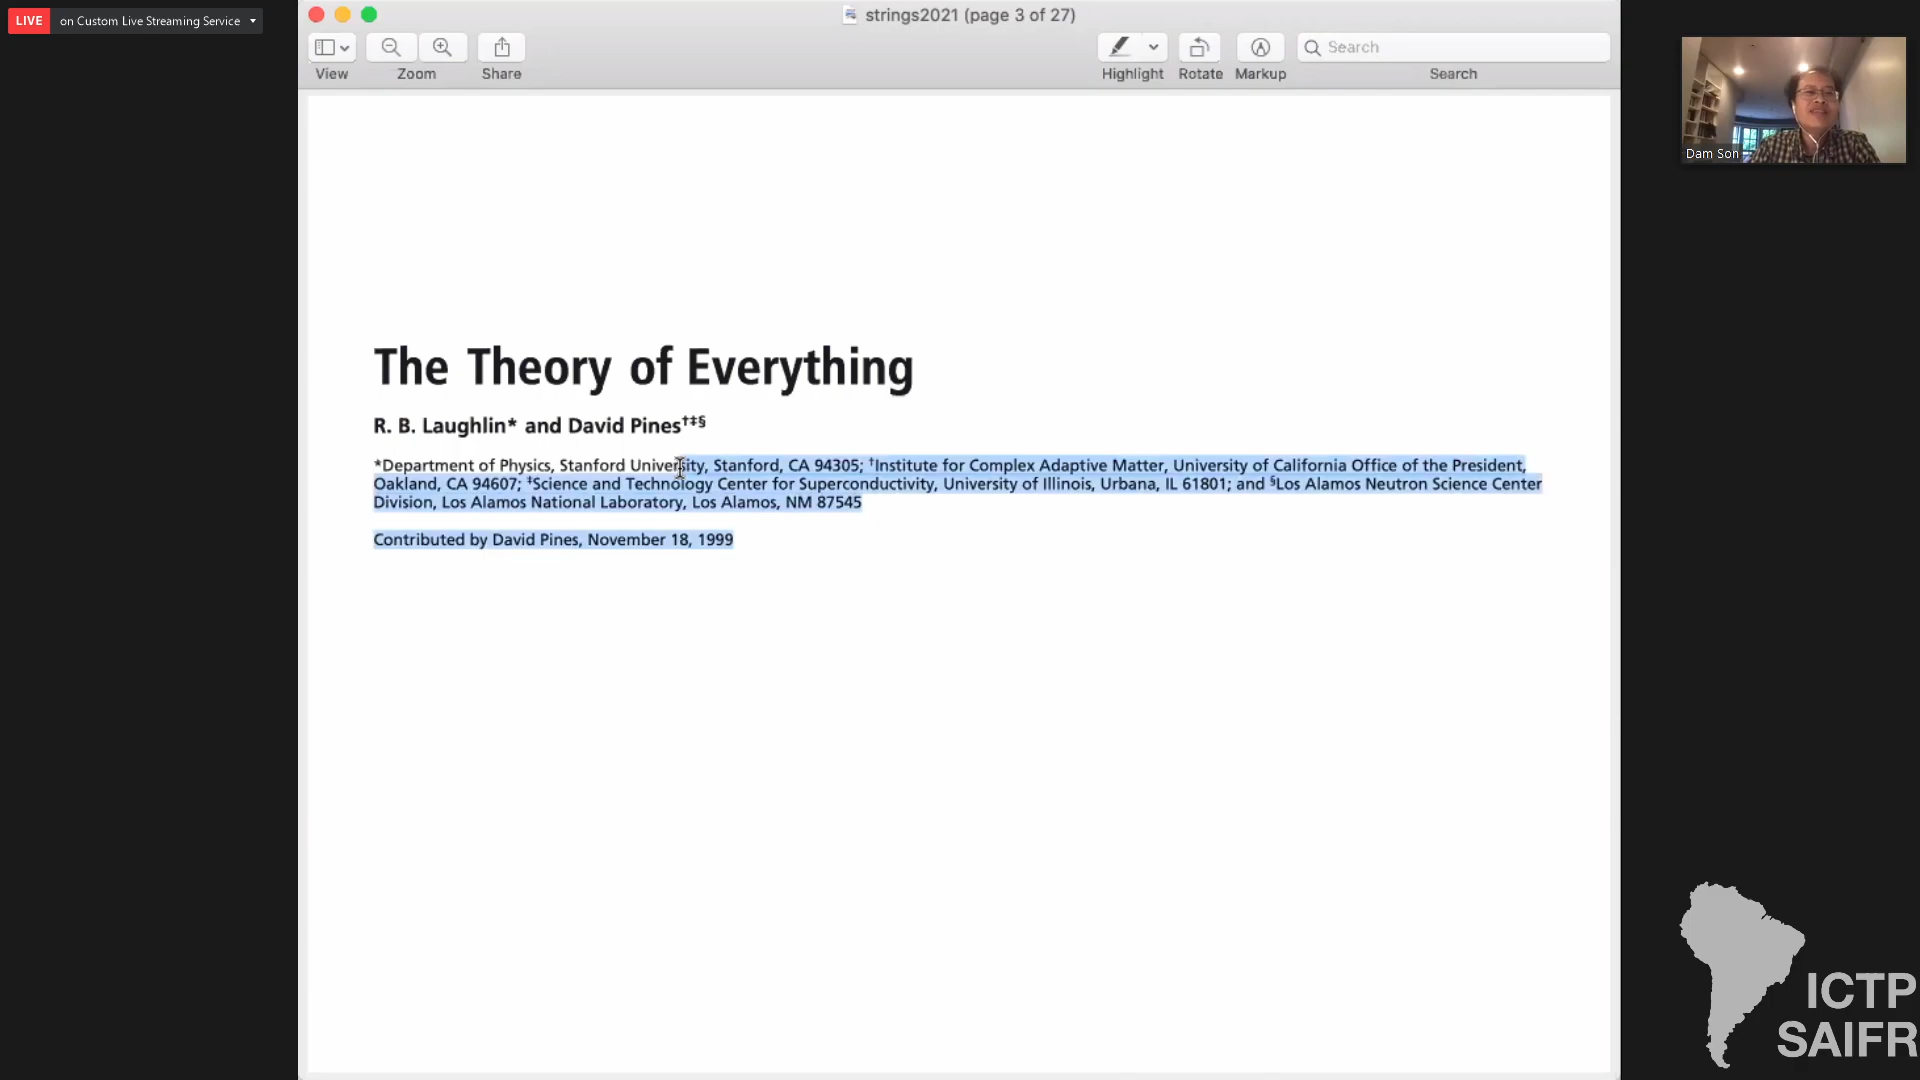 LIVE on Custom Live Streaming Service
strings2021 (page 3 of 27)
Search
View Zoom Share Highlight Rotate Markup Search
Dam Son
The Theory of Everything
R. B. Laughlin* and David Pines†‡§
*Department of Physics, Stanford University, Stanford, CA 94305; †Institute for Complex Adaptive Matter, University of California Office of the President,
Oakland, CA 94607; ‡Science and Technology Center for Superconductivity, University of Illinois, Urbana, IL 61801; and §Los Alamos Neutron Science Center
Division, Los Alamos National Laboratory, Los Alamos, NM 87545
Contributed by David Pines, November 18, 1999
ICTP
SAIFR